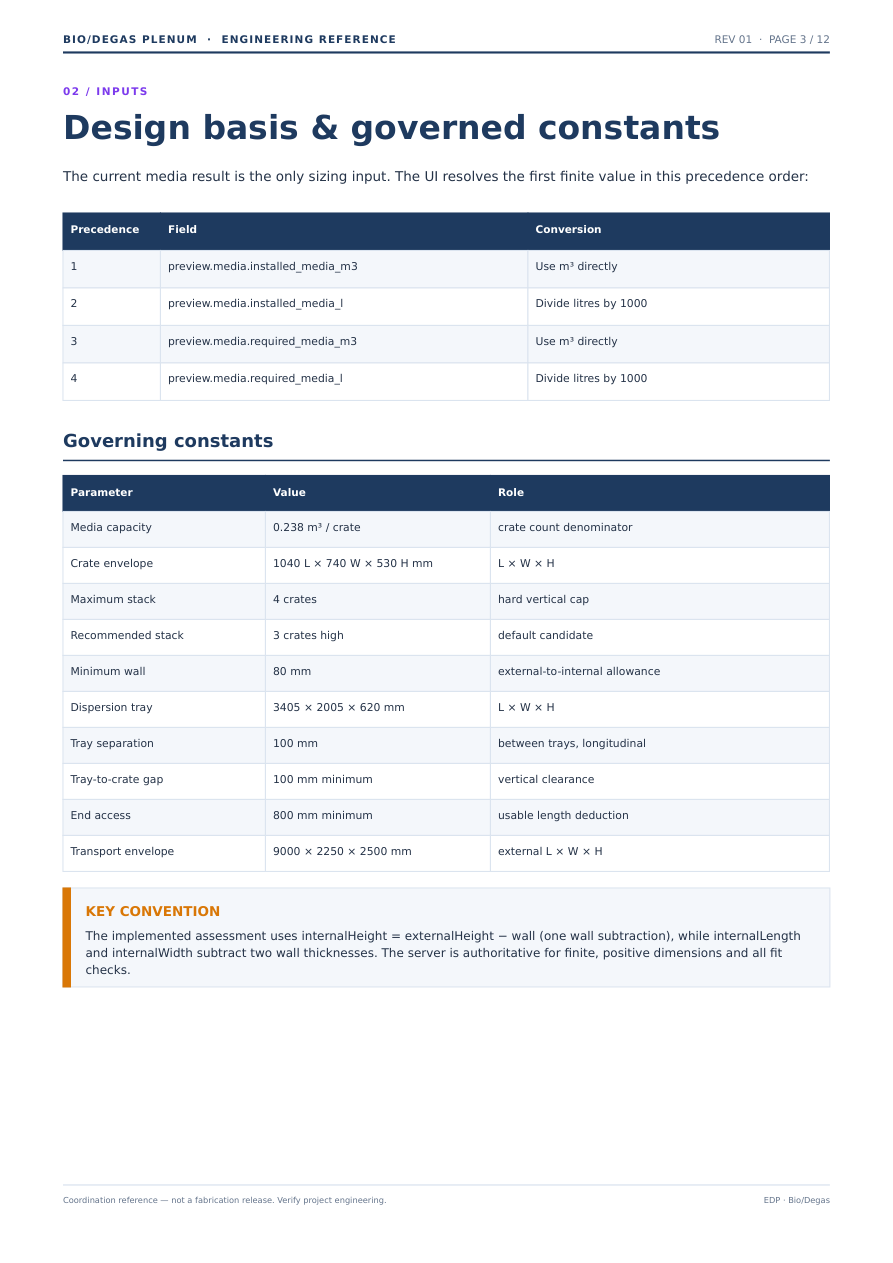 BIO/DEGAS PLENUM · ENGINEERING REFERENCE REV 01 · PAGE 3 / 12
02 / INPUTS
Design basis & governed constants
The current media result is the only sizing input. The UI resolves the first finite value in this precedence order:
Precedence Field Conversion
1 preview.media.installed_media_m3 Use m³ directly
2 preview.media.installed_media_l Divide litres by 1000
3 preview.media.required_media_m3 Use m³ directly
4 preview.media.required_media_l Divide litres by 1000
Governing constants
Parameter Value Role
Media capacity 0.238 m³ / crate crate count denominator
Crate envelope 1040 L × 740 W × 530 H mm L × W × H
Maximum stack 4 crates hard vertical cap
Recommended stack 3 crates high default candidate
Minimum wall 80 mm external-to-internal allowance
Dispersion tray 3405 × 2005 × 620 mm L × W × H
Tray separation 100 mm between trays, longitudinal
Tray-to-crate gap 100 mm minimum vertical clearance
End access 800 mm minimum usable length deduction
Transport envelope 9000 × 2250 × 2500 mm external L × W × H
KEY CONVENTION
The implemented assessment uses internalHeight = externalHeight − wall (one wall subtraction), while internalLength
and internalWidth subtract two wall thicknesses. The server is authoritative for finite, positive dimensions and all fit
checks.
Coordination reference — not a fabrication release. Verify project engineering. EDP · Bio/Degas